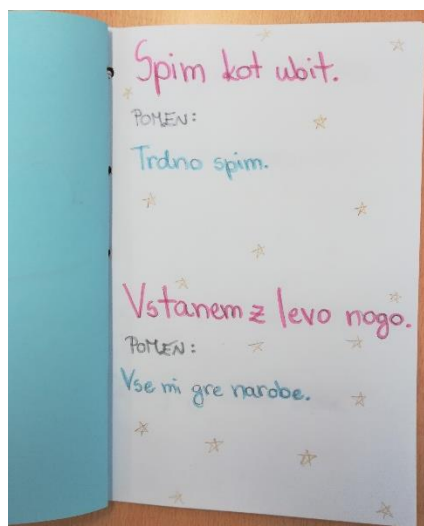 Spim kot ubit.
POMEN:
Trdno spim.
Vstanem z levo nogo.
POMEN:
Vse mi gre narobe.